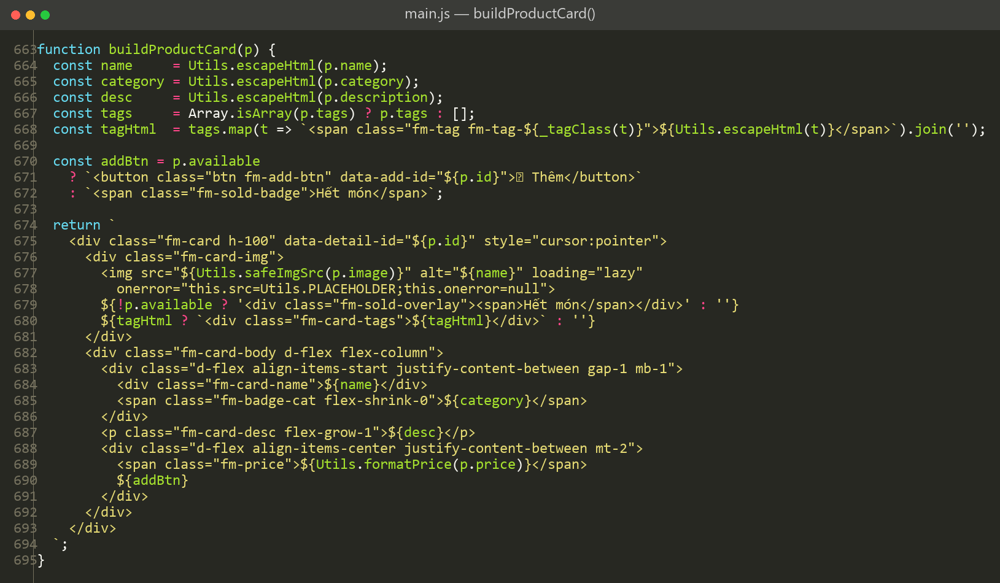 main.js — buildProductCard()
663function buildProductCard(p) {
664  const name     = Utils.escapeHtml(p.name);
665  const category = Utils.escapeHtml(p.category);
666  const desc     = Utils.escapeHtml(p.description);
667  const tags     = Array.isArray(p.tags) ? p.tags : [];
668  const tagHtml  = tags.map(t => `<span class="fm-tag fm-tag-${_tagClass(t)}">${Utils.escapeHtml(t)}</span>`).join('');
669
670  const addBtn = p.available
671    ? `<button class="btn fm-add-btn" data-add-id="${p.id}"> Thêm</button>`
672    : `<span class="fm-sold-badge">Hết món</span>`;
673
674  return `
675    <div class="fm-card h-100" data-detail-id="${p.id}" style="cursor:pointer">
676      <div class="fm-card-img">
677        <img src="${Utils.safeImgSrc(p.image)}" alt="${name}" loading="lazy"
678          onerror="this.src=Utils.PLACEHOLDER;this.onerror=null">
679        ${!p.available ? '<div class="fm-sold-overlay"><span>Hết món</span></div>' : ''}
680        ${tagHtml ? `<div class="fm-card-tags">${tagHtml}</div>` : ''}
681      </div>
682      <div class="fm-card-body d-flex flex-column">
683        <div class="d-flex align-items-start justify-content-between gap-1 mb-1">
684          <div class="fm-card-name">${name}</div>
685          <span class="fm-badge-cat flex-shrink-0">${category}</span>
686        </div>
687        <p class="fm-card-desc flex-grow-1">${desc}</p>
688        <div class="d-flex align-items-center justify-content-between mt-2">
689          <span class="fm-price">${Utils.formatPrice(p.price)}</span>
690          ${addBtn}
691        </div>
692      </div>
693    </div>
694  `;
695}